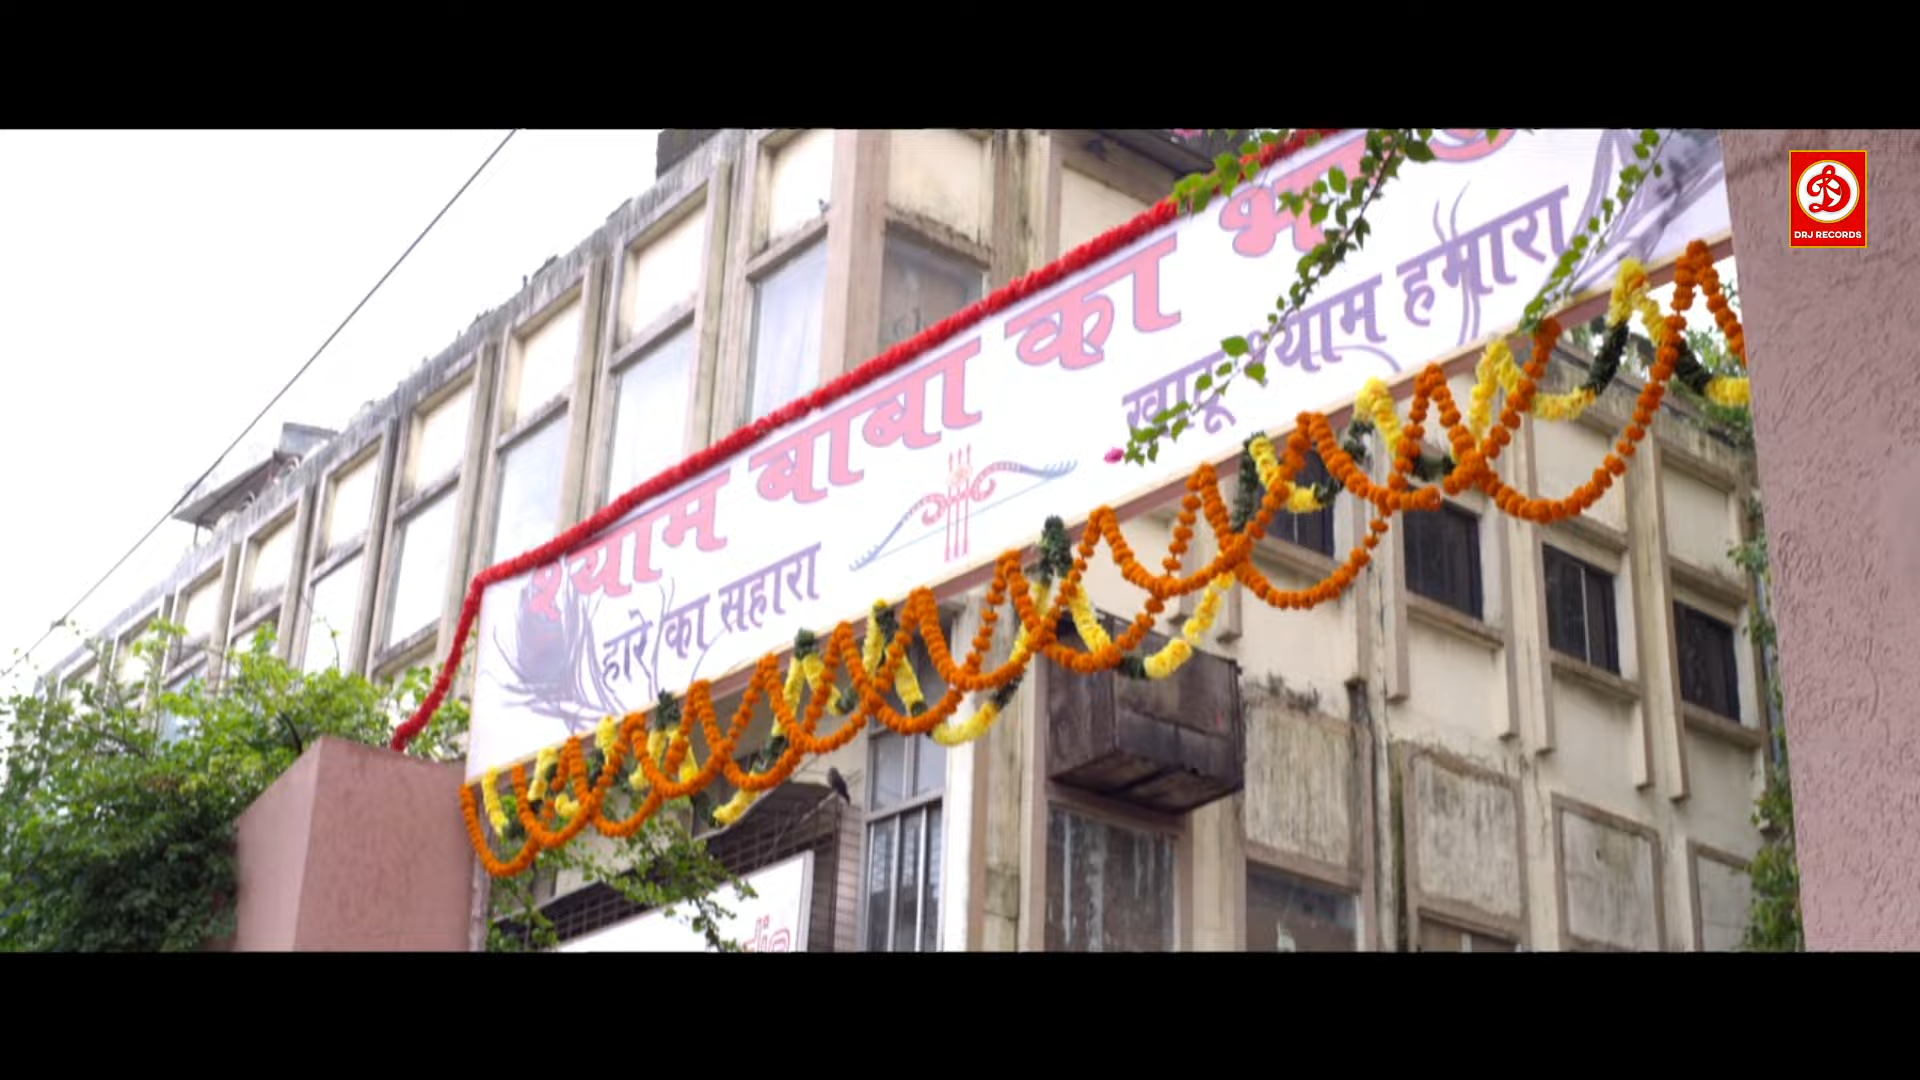 श्याम बाबा का
हारे का सहारा
खाटू श्याम हमारा
DRJ RECORDS